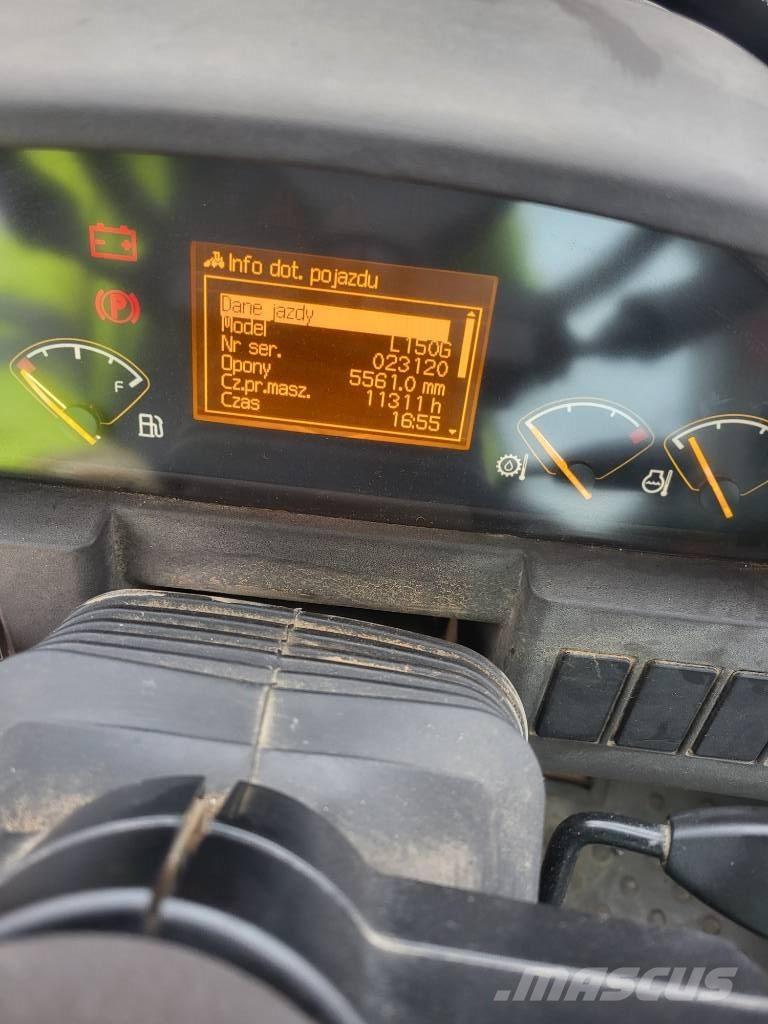 Info dot. pojazdu
Dane jazdy
Model L150G
Nr ser. 023120
Opony 5561.0 mm
Cz.pr.masz. 11311 h
Czas 16:55
P
F
MASCUS